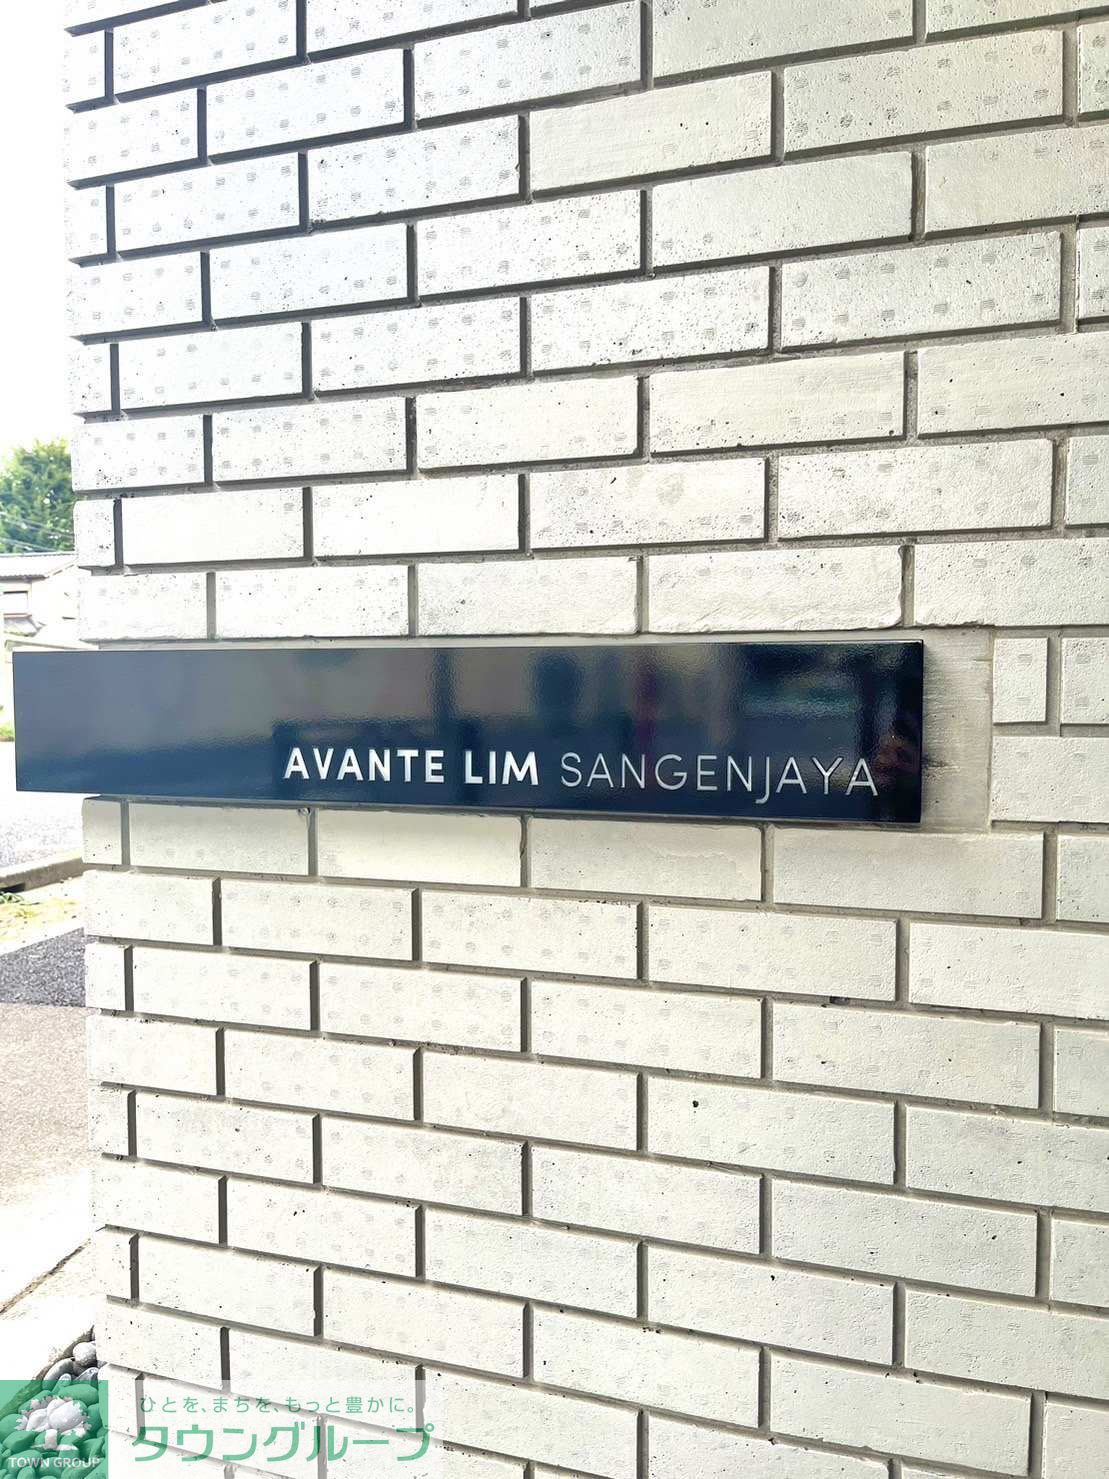 AVANTE LIM SANGENJAYA
ひとを、まちを、もっと豊かに。
タウングループ
TOWN GROUP